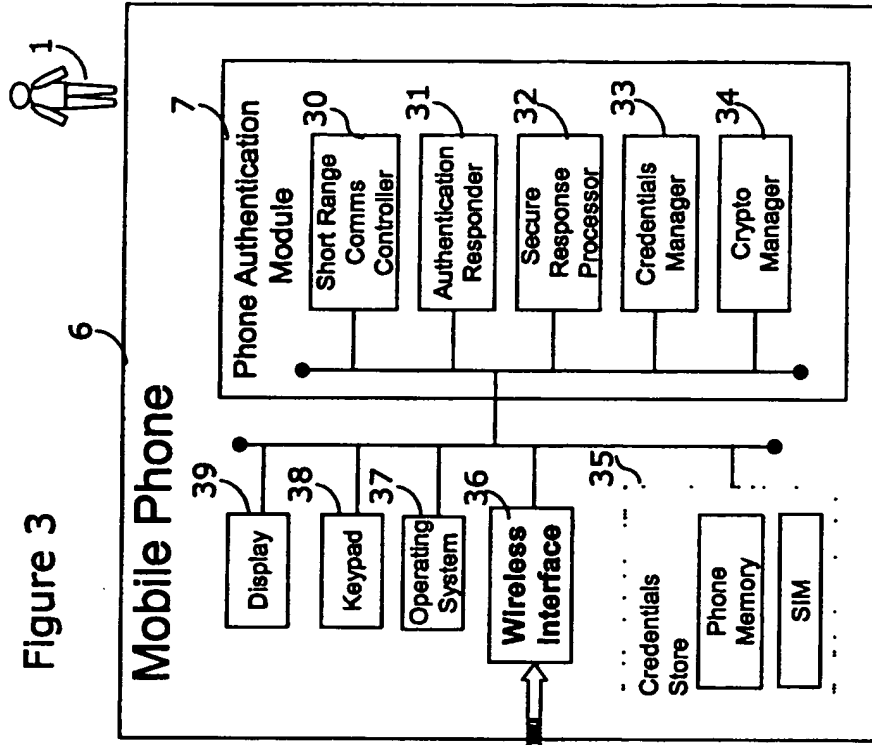 Figure 3
6
1
Mobile Phone
39
Display
38
Keypad
37
Operating
System
36
Wireless
Interface
35
Credentials
Store
Phone
Memory
SIM
7
Phone Authentication
Module
30
Short Range
Comms
Controller
31
Authentication
Responder
32
Secure
Response
Processor
33
Credentials
Manager
34
Crypto
Manager